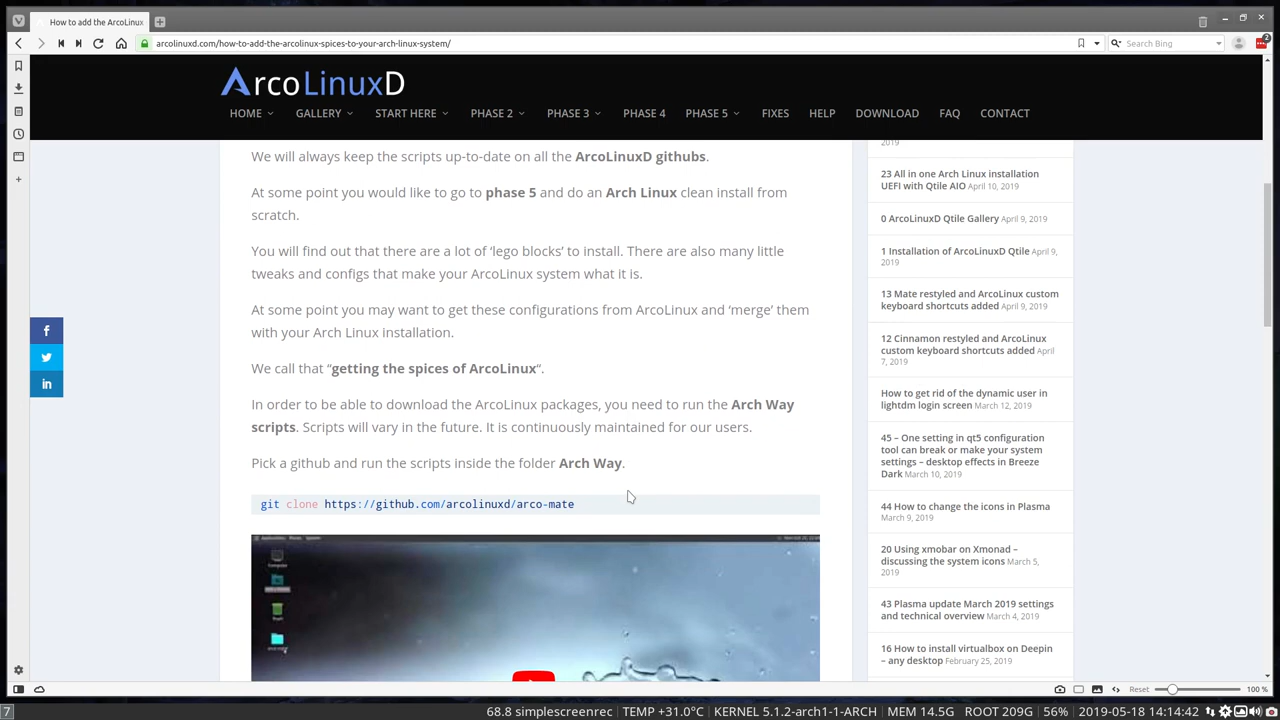 How to add the ArcoLinux
arcolinuxd.com/how-to-add-the-arcolinux-spices-to-your-arch-linux-system/
Search Bing
2
ArcoLinuxD
HOME GALLERY START HERE PHASE 2 PHASE 3 PHASE 4 PHASE 5 FIXES HELP DOWNLOAD FAQ CONTACT
We will always keep the scripts up-to-date on all the ArcoLinuxD githubs.
At some point you would like to go to phase 5 and do an Arch Linux clean install from
scratch.
You will find out that there are a lot of ‘lego blocks’ to install. There are also many little
tweaks and configs that make your ArcoLinux system what it is.
At some point you may want to get these configurations from ArcoLinux and ‘merge’ them
with your Arch Linux installation.
We call that “getting the spices of ArcoLinux“.
In order to be able to download the ArcoLinux packages, you need to run the Arch Way
scripts. Scripts will vary in the future. It is continuously maintained for our users.
Pick a github and run the scripts inside the folder Arch Way.
git clone https://github.com/arcolinuxd/arco-mate
2019
23 All in one Arch Linux installation
UEFI with Qtile AIO April 10, 2019
0 ArcoLinuxD Qtile Gallery April 9, 2019
1 Installation of ArcoLinuxD Qtile April 9,
2019
13 Mate restyled and ArcoLinux custom
keyboard shortcuts added April 9, 2019
12 Cinnamon restyled and ArcoLinux
custom keyboard shortcuts added April
7, 2019
How to get rid of the dynamic user in
lightdm login screen March 12, 2019
45 – One setting in qt5 configuration
tool can break or make your system
settings – desktop effects in Breeze
Dark March 10, 2019
44 How to change the icons in Plasma
March 9, 2019
20 Using xmobar on Xmonad –
discussing the system icons March 5,
2019
43 Plasma update March 2019 settings
and technical overview March 4, 2019
16 How to install virtualbox on Deepin
– any desktop February 25, 2019
Reset 100 %
7 68.8 simplescreenrec TEMP +31.0°C KERNEL 5.1.2-arch1-1-ARCH MEM 14.5G ROOT 209G 56% 2019-05-18 14:14:42